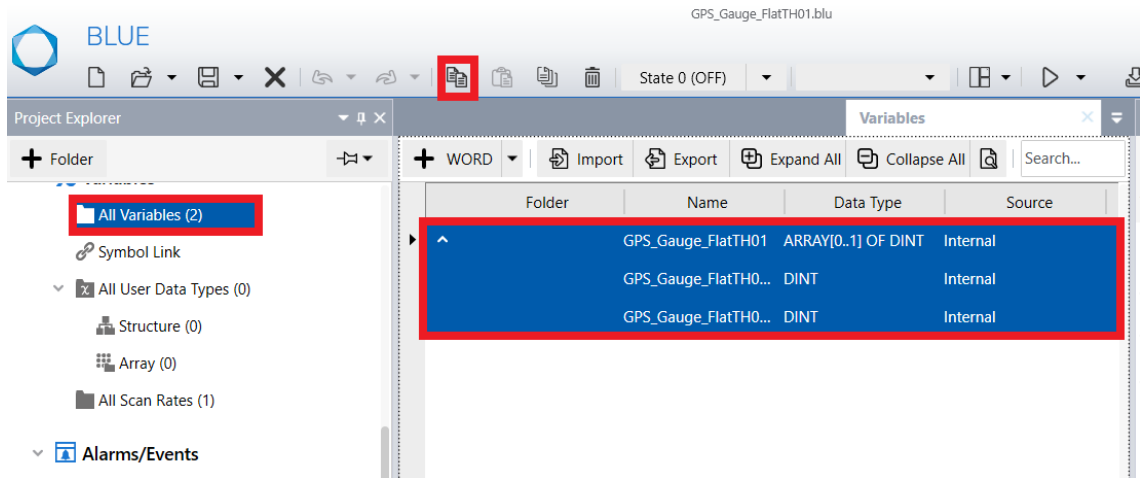 GPS_Gauge_FlatTH01.blu
BLUE
State 0 (OFF)
Project Explorer
Variables
Folder
WORD
Import
Export
Expand All
Collapse All
Search...
Variables
All Variables (2)
Symbol Link
All User Data Types (0)
Structure (0)
Array (0)
All Scan Rates (1)
Alarms/Events
Folder Name Data Type Source
GPS_Gauge_FlatTH01 ARRAY[0..1] OF DINT Internal
GPS_Gauge_FlatTH0... DINT Internal
GPS_Gauge_FlatTH0... DINT Internal